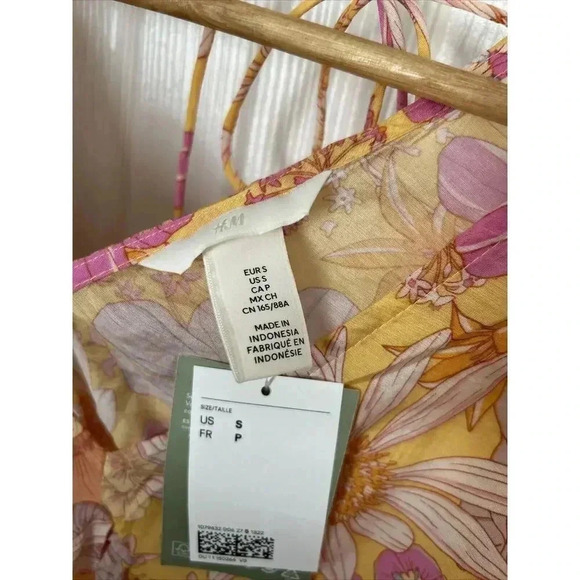 H&M
EUR S
US S
CA P
MX CH
CN 165/88A
MADE IN
INDONESIA
FABRIQUÉ EN
INDONÉSIE
SIZE/TAILLE
US S
FR P